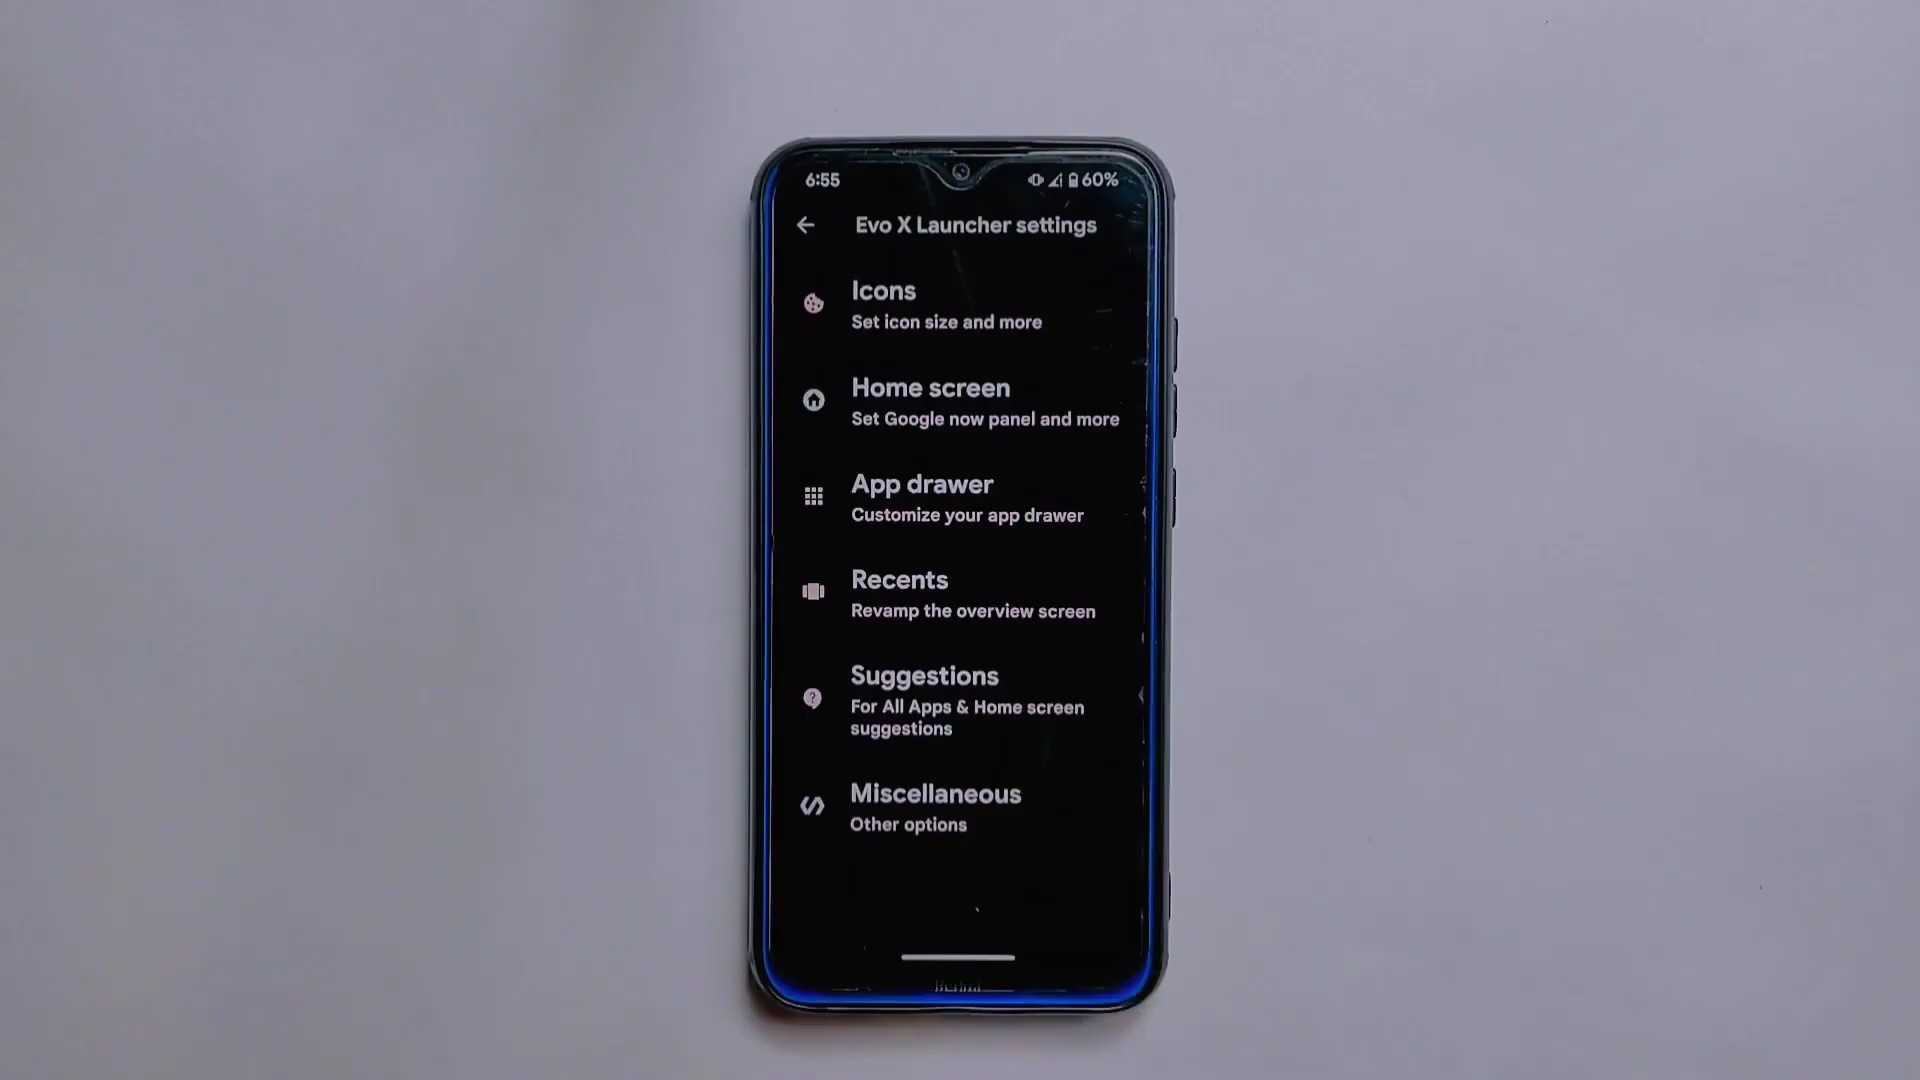 6:55 60%
Evo X Launcher settings
Icons
Set icon size and more
Home screen
Set Google now panel and more
App drawer
Customize your app drawer
Recents
Revamp the overview screen
Suggestions
For All Apps & Home screen
suggestions
Miscellaneous
Other options
Redmi